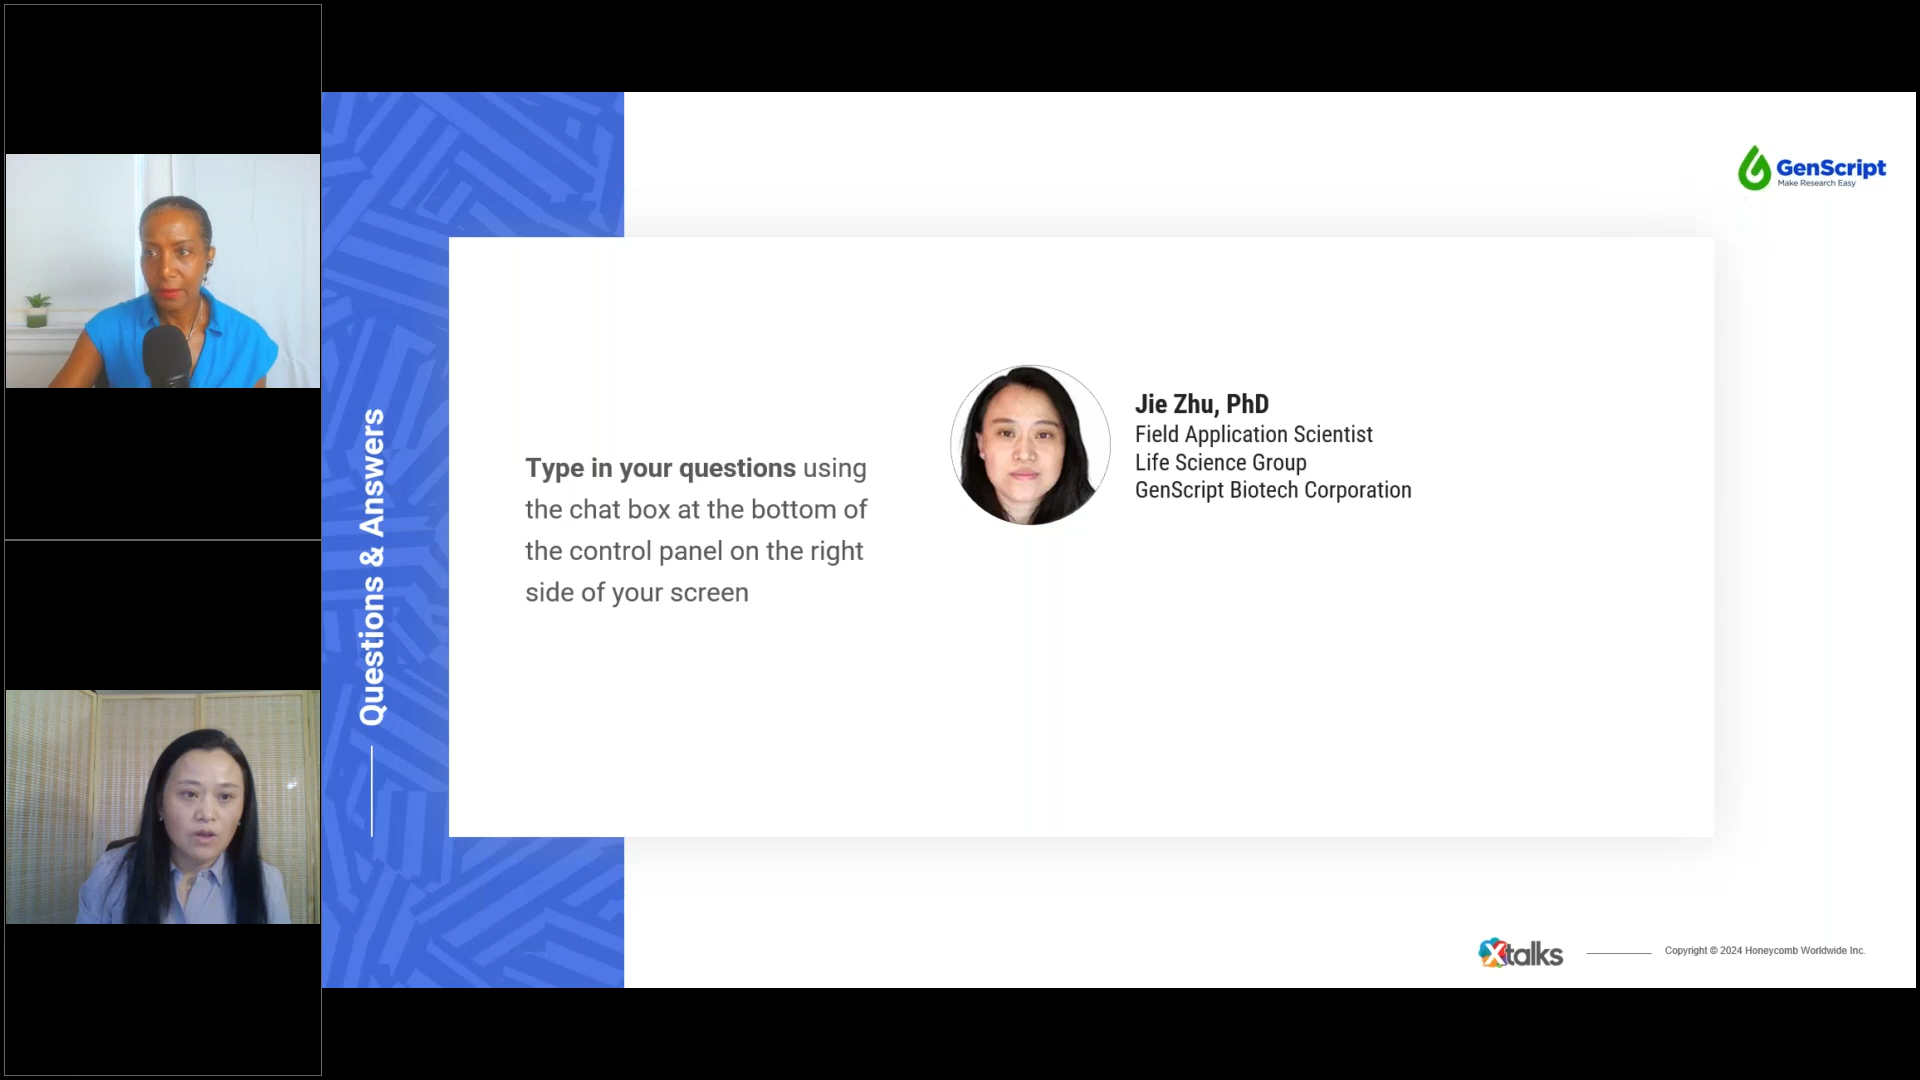 GenScript
Make Research Easy
Questions & Answers
Type in your questions using
the chat box at the bottom of
the control panel on the right
side of your screen
Jie Zhu, PhD
Field Application Scientist
Life Science Group
GenScript Biotech Corporation
Xtalks
Copyright © 2024 Honeycomb Worldwide Inc.